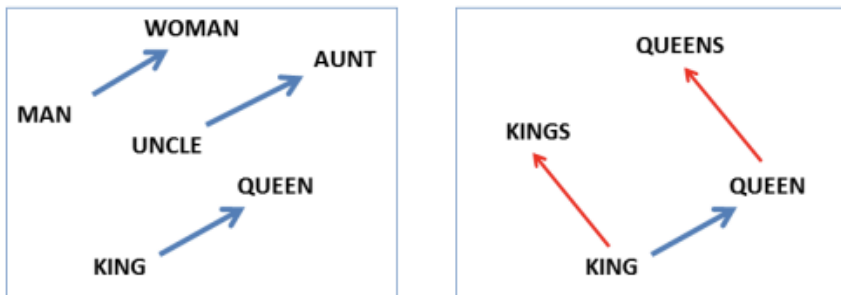 WOMAN
AUNT
MAN
UNCLE
QUEEN
KING
QUEENS
KINGS
QUEEN
KING